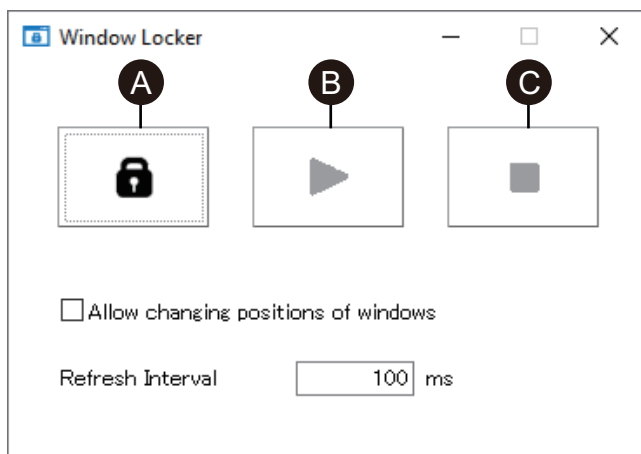 Window Locker
A B C
Allow changing positions of windows
Refresh Interval 100 ms